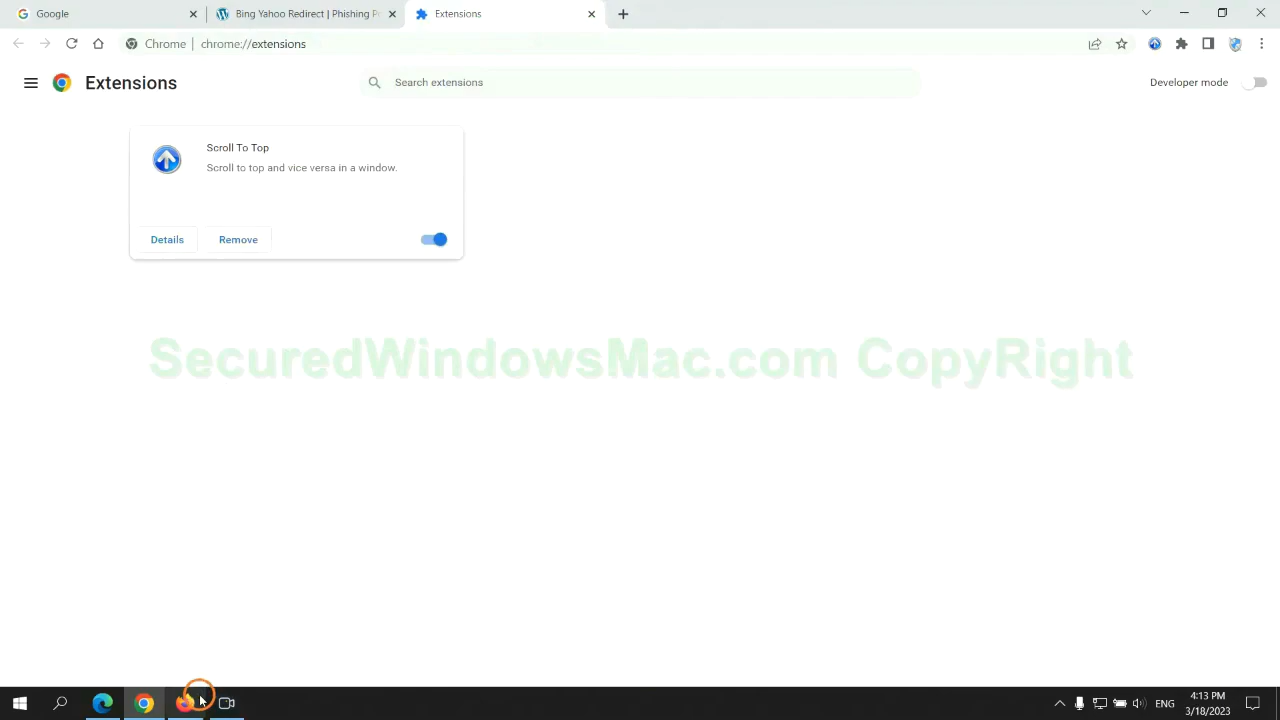 Google
Bing Yahoo Redirect | Phishing P
Extensions
Chrome | chrome://extensions
Extensions
Search extensions
Developer mode
Scroll To Top
Scroll to top and vice versa in a window.
Details
Remove
SecuredWindowsMac.com CopyRight
ENG
4:13 PM
3/18/2023